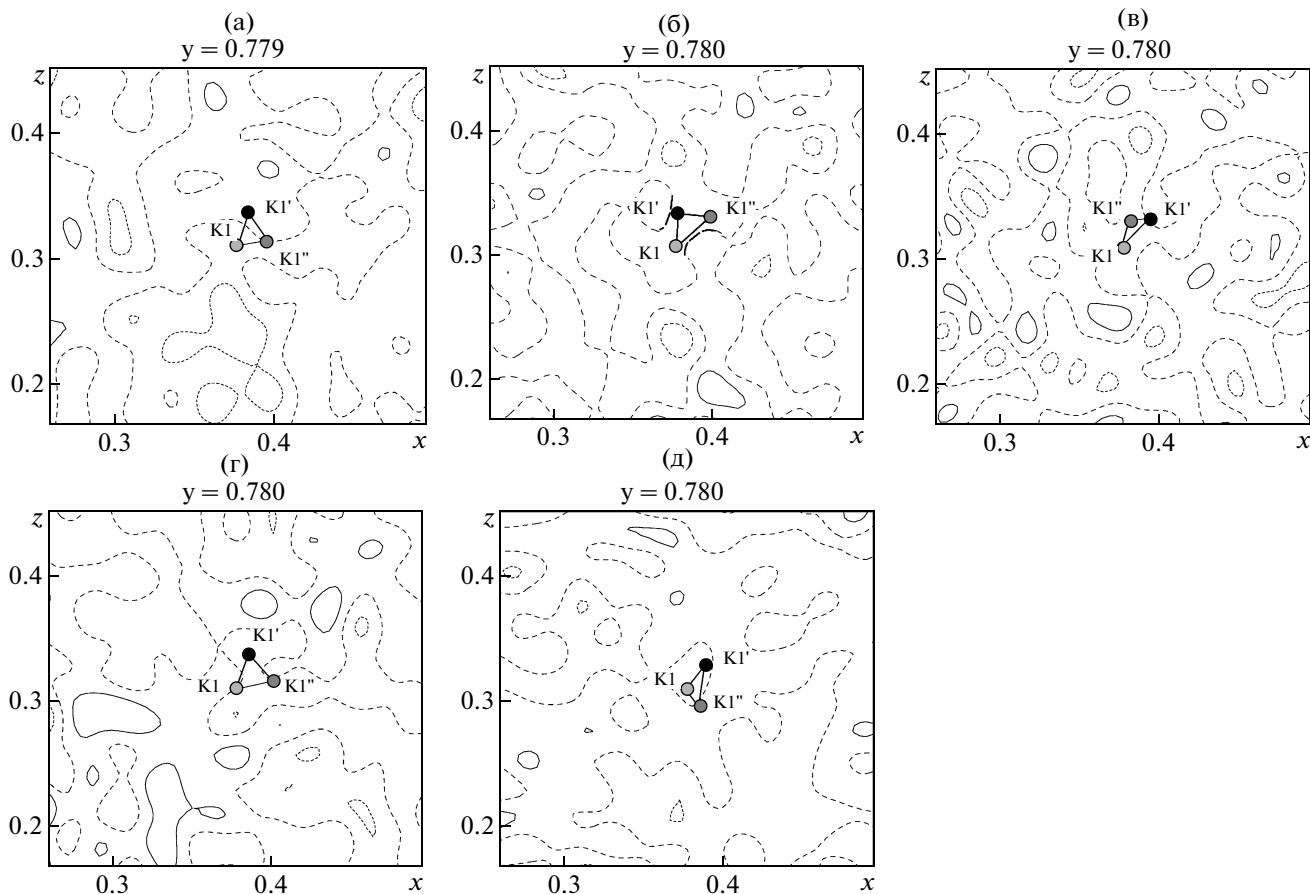 (а)
y = 0.779
z
0.4
0.3
0.2
K1'
K1
K1"
0.3
0.4
x
(б)
y = 0.780
z
0.4
0.3
0.2
K1'
K1"
K1
0.3
0.4
x
(в)
y = 0.780
z
0.4
0.3
0.2
K1"
K1'
K1
0.3
0.4
x
(г)
y = 0.780
z
0.4
0.3
0.2
K1'
K1
K1"
0.3
0.4
x
(д)
y = 0.780
z
0.4
0.3
0.2
K1'
K1
K1"
0.3
0.4
x